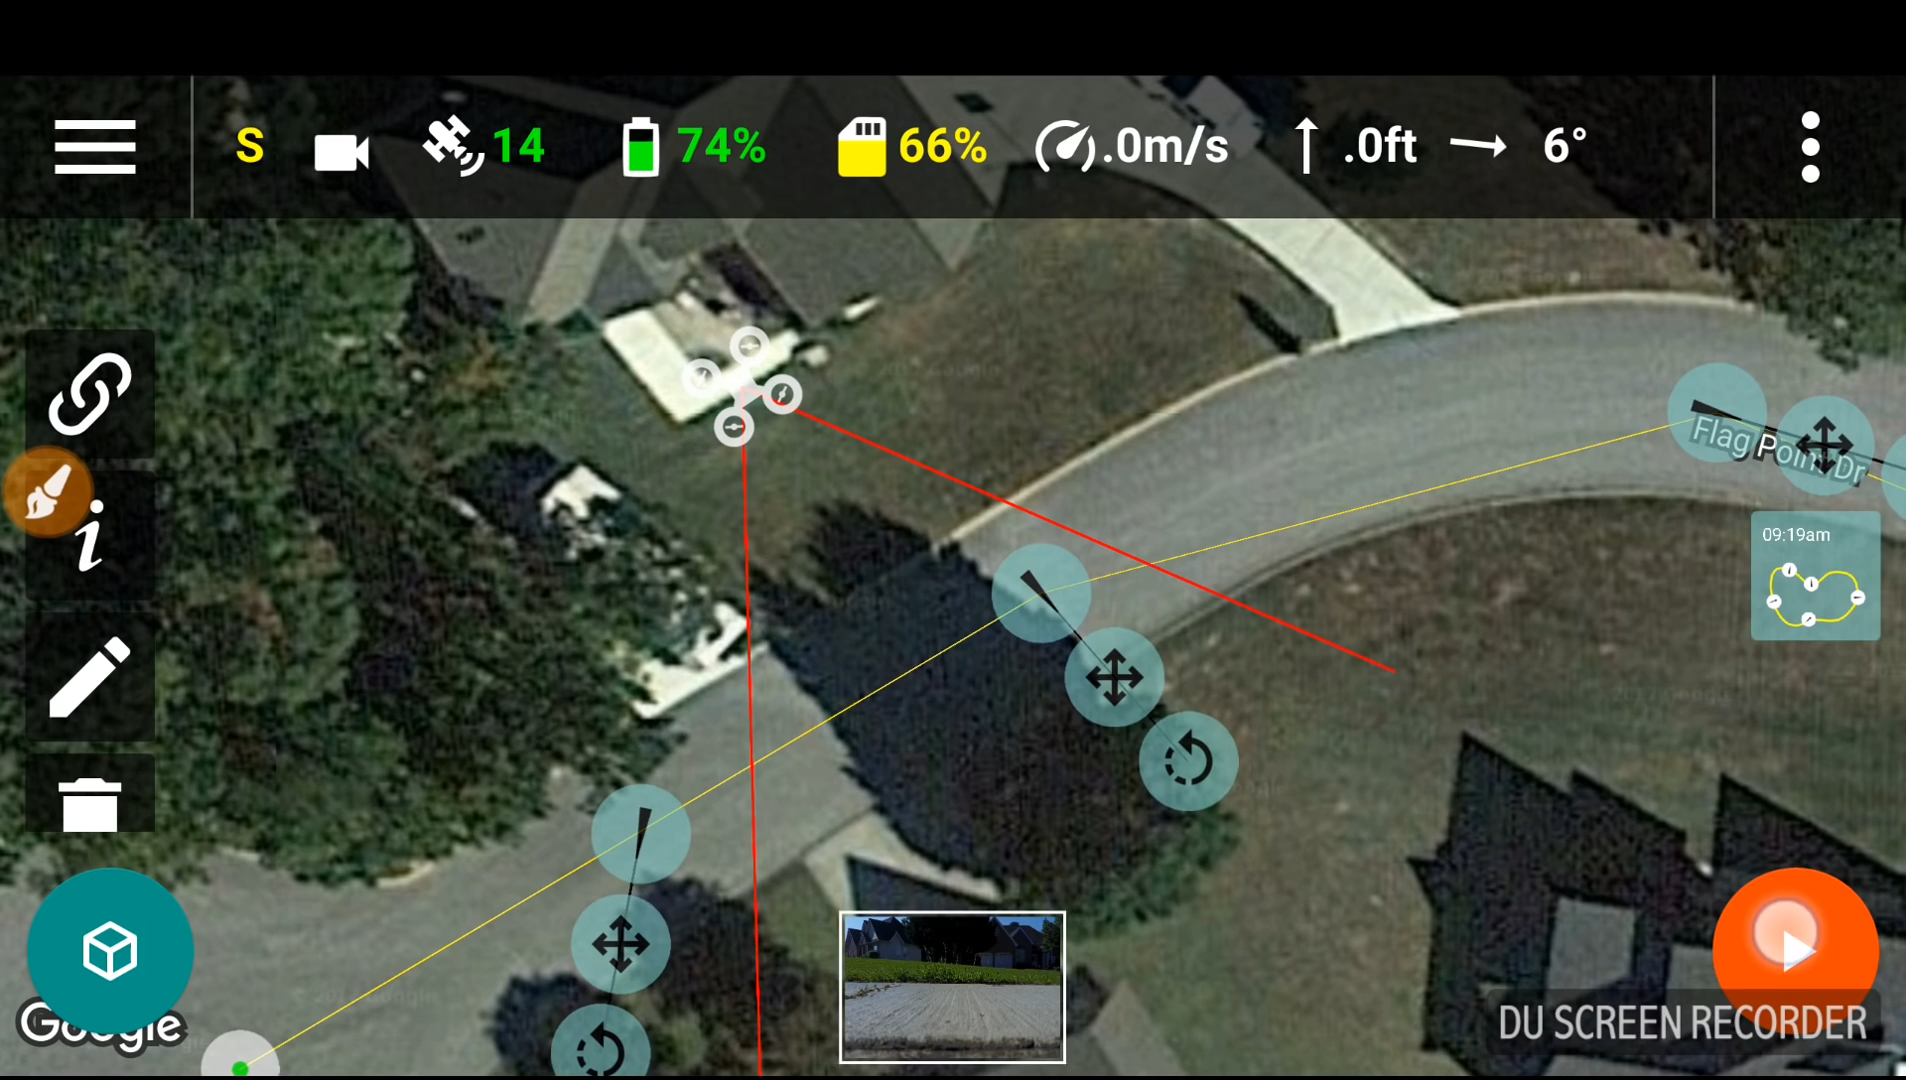 S 14 74% 66% .0m/s .0ft 6°
Flag Point Dr
09:19am
Google
DU SCREEN RECORDER